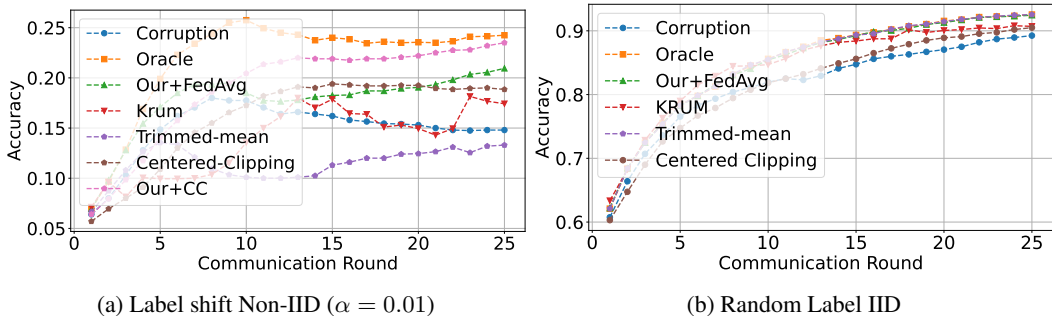 0.25
0.20
0.15
0.10
0.05
Accuracy
Corruption
Oracle
Our+FedAvg
Krum
Trimmed-mean
Centered-Clipping
Our+CC
0 5 10 15 20 25
Communication Round
(a) Label shift Non-IID (α = 0.01)
0.9
0.8
0.7
0.6
Accuracy
Corruption
Oracle
Our+FedAvg
KRUM
Trimmed-mean
Centered Clipping
0 5 10 15 20 25
Communication Round
(b) Random Label IID